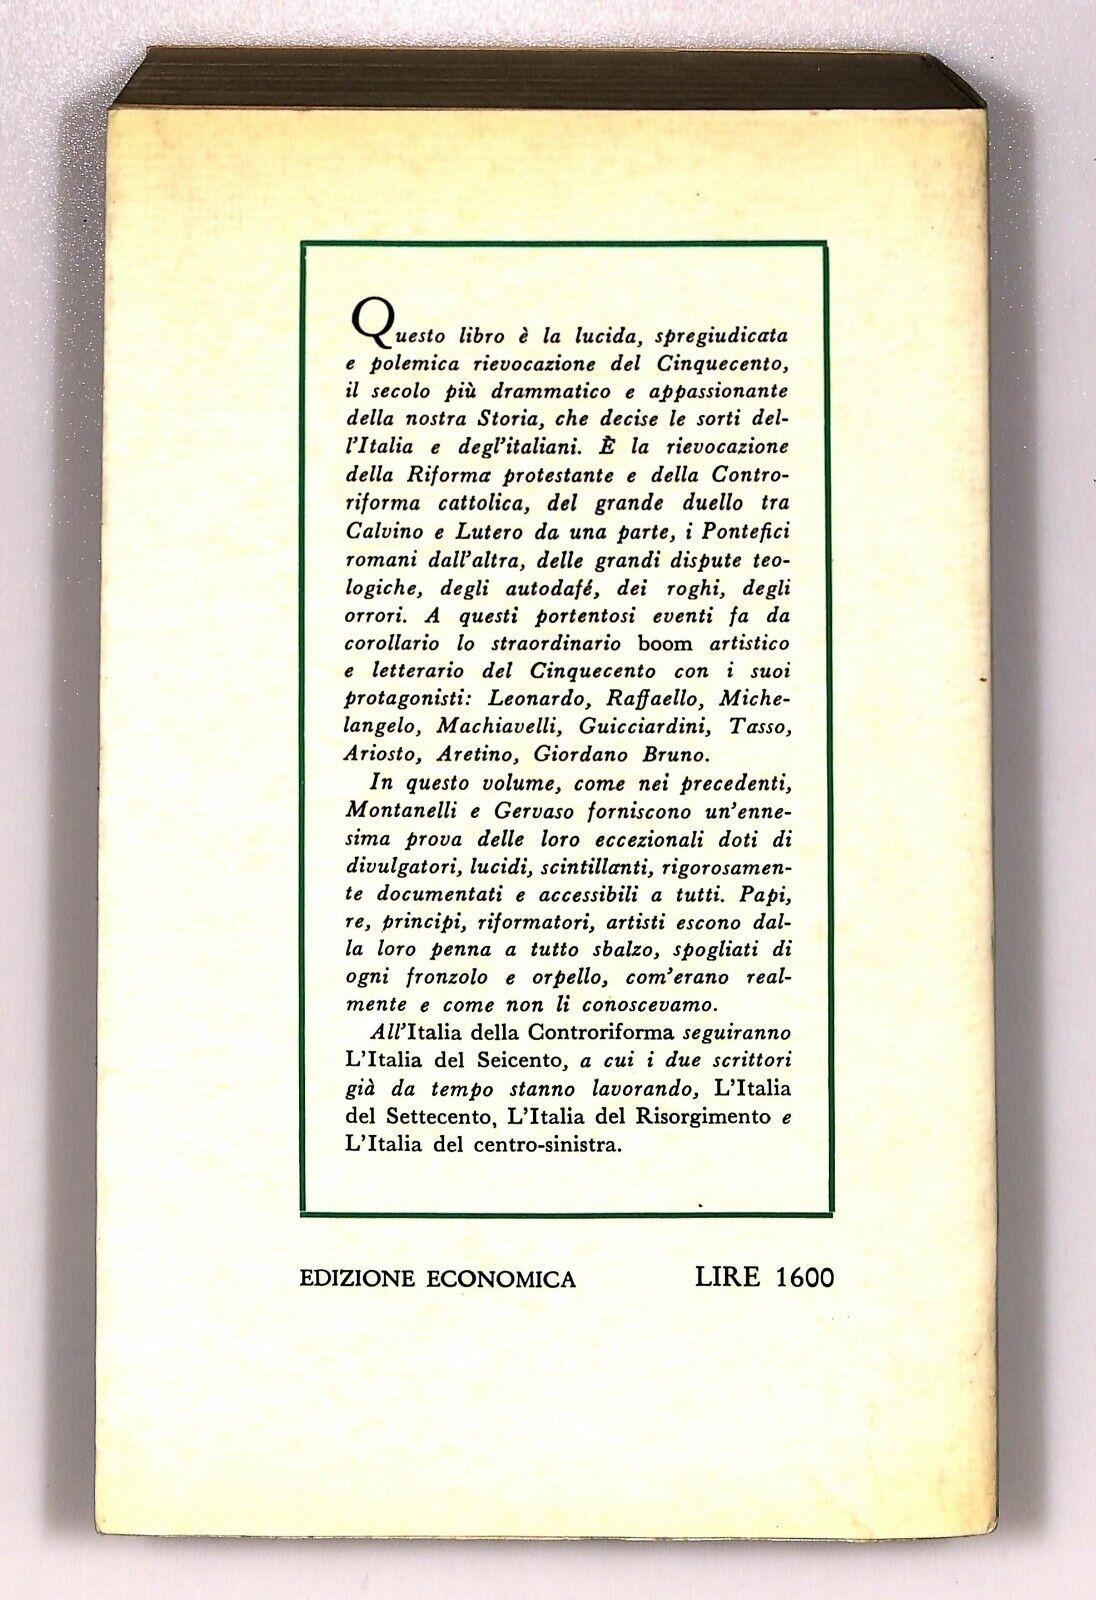 Questo libro è la lucida, spregiudicata
e polemica rievocazione del Cinquecento,
il secolo più drammatico e appassionante
della nostra Storia, che decise le sorti del-
l'Italia e degl'italiani. È la rievocazione
della Riforma protestante e della Contro-
riforma cattolica, del grande duello tra
Calvino e Lutero da una parte, i Pontefici
romani dall'altra, delle grandi dispute teo-
logiche, degli autodafé, dei roghi, degli
orrori. A questi portentosi eventi fa da
corollario lo straordinario boom artistico
e letterario del Cinquecento con i suoi
protagonisti: Leonardo, Raffaello, Miche-
langelo, Machiavelli, Guicciardini, Tasso,
Ariosto, Aretino, Giordano Bruno.
In questo volume, come nei precedenti,
Montanelli e Gervaso forniscono un'enne-
sima prova delle loro eccezionali doti di
divulgatori, lucidi, scintillanti, rigorosamen-
te documentati e accessibili a tutti. Papi,
re, principi, riformatori, artisti escono dal-
la loro penna a tutto sbalzo, spogliati di
ogni fronzolo e orpello, com'erano real-
mente e come non li conoscevamo.
All'Italia della Controriforma seguiranno
L'Italia del Seicento, a cui i due scrittori
già da tempo stanno lavorando, L'Italia
del Settecento, L'Italia del Risorgimento e
L'Italia del centro-sinistra.
EDIZIONE ECONOMICA LIRE 1600